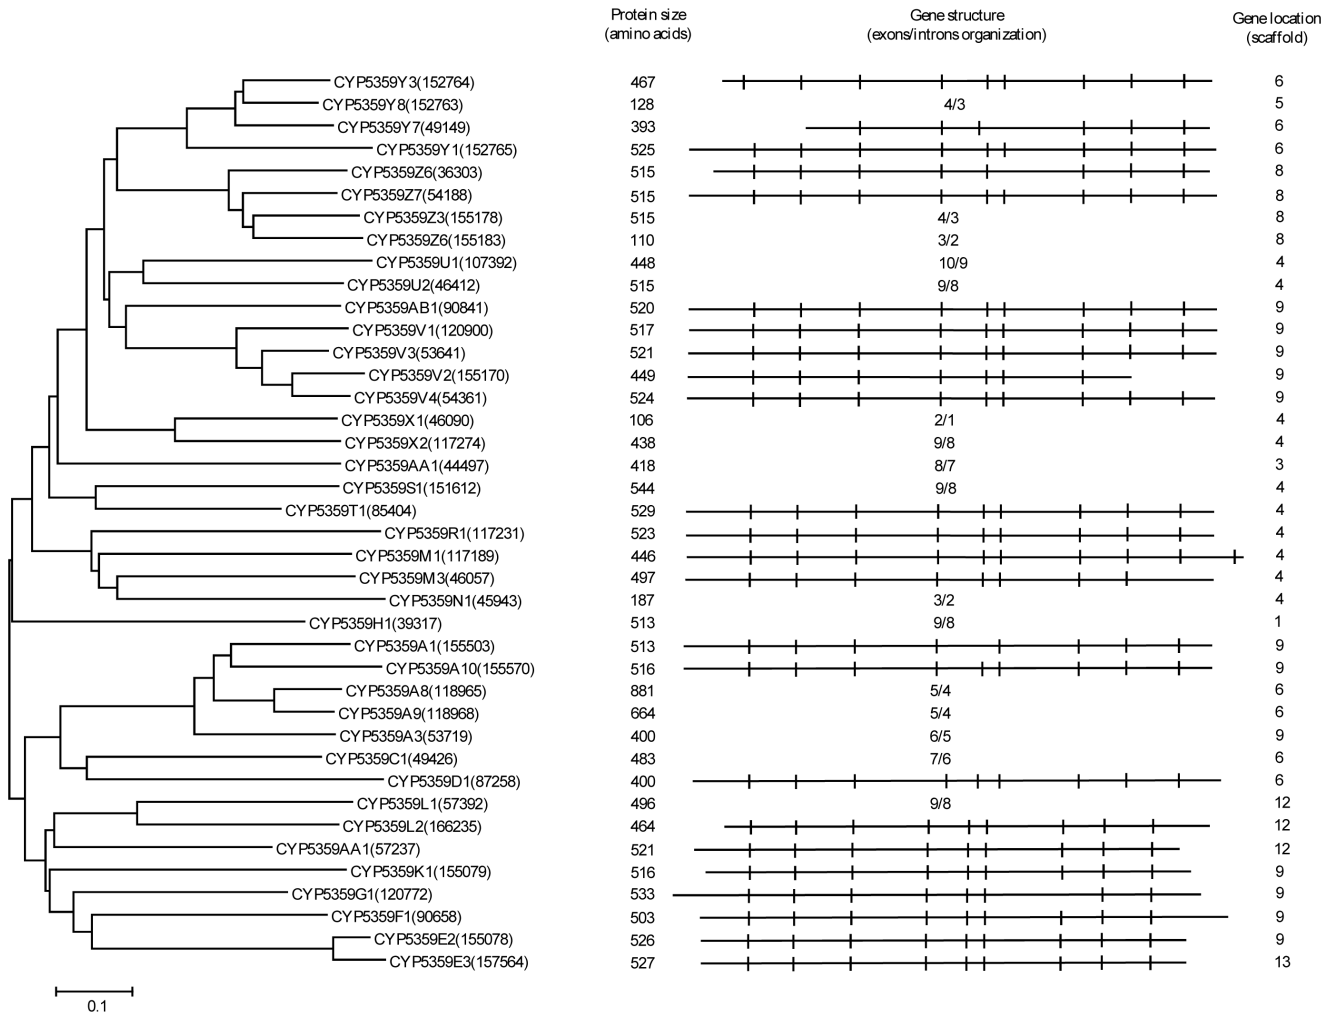 Protein size Gene structure Gene location
(amino acids) (exons/introns organization) (scaffold)
CYP5359Y3(152764) 467 6
CYP5359Y8(152763) 128 4/3 5
CYP5359Y7(49149) 393 6
CYP5359Y1(152765) 525 6
CYP5359Z6(36303) 515 8
CYP5359Z7(54188) 515 8
CYP5359Z3(155178) 515 4/3 8
CYP5359Z6(155183) 110 3/2 8
CYP5359U1(107392) 448 10/9 4
CYP5359U2(46412) 515 9/8 4
CYP5359AB1(90841) 520 9
CYP5359V1(120900) 517 9
CYP5359V3(53641) 521 9
CYP5359V2(155170) 449 9
CYP5359V4(54361) 524 9
CYP5359X1(46090) 106 2/1 4
CYP5359X2(117274) 438 9/8 4
CYP5359AA1(44497) 418 8/7 3
CYP5359S1(151612) 544 9/8 4
CYP5359T1(85404) 529 4
CYP5359R1(117231) 523 4
CYP5359M1(117189) 446 4
CYP5359M3(46057) 497 4
CYP5359N1(45943) 187 3/2 4
CYP5359H1(39317) 513 9/8 1
CYP5359A1(155503) 513 9
CYP5359A10(155570) 516 9
CYP5359A8(118965) 881 5/4 6
CYP5359A9(118968) 664 5/4 6
CYP5359A3(53719) 400 6/5 9
CYP5359C1(49426) 483 7/6 6
CYP5359D1(87258) 400 6
CYP5359L1(57392) 496 9/8 12
CYP5359L2(166235) 464 12
CYP5359AA1(57237) 521 12
CYP5359K1(155079) 516 9
CYP5359G1(120772) 533 9
CYP5359F1(90658) 503 9
CYP5359E2(155078) 526 9
CYP5359E3(157564) 527 13
0.1